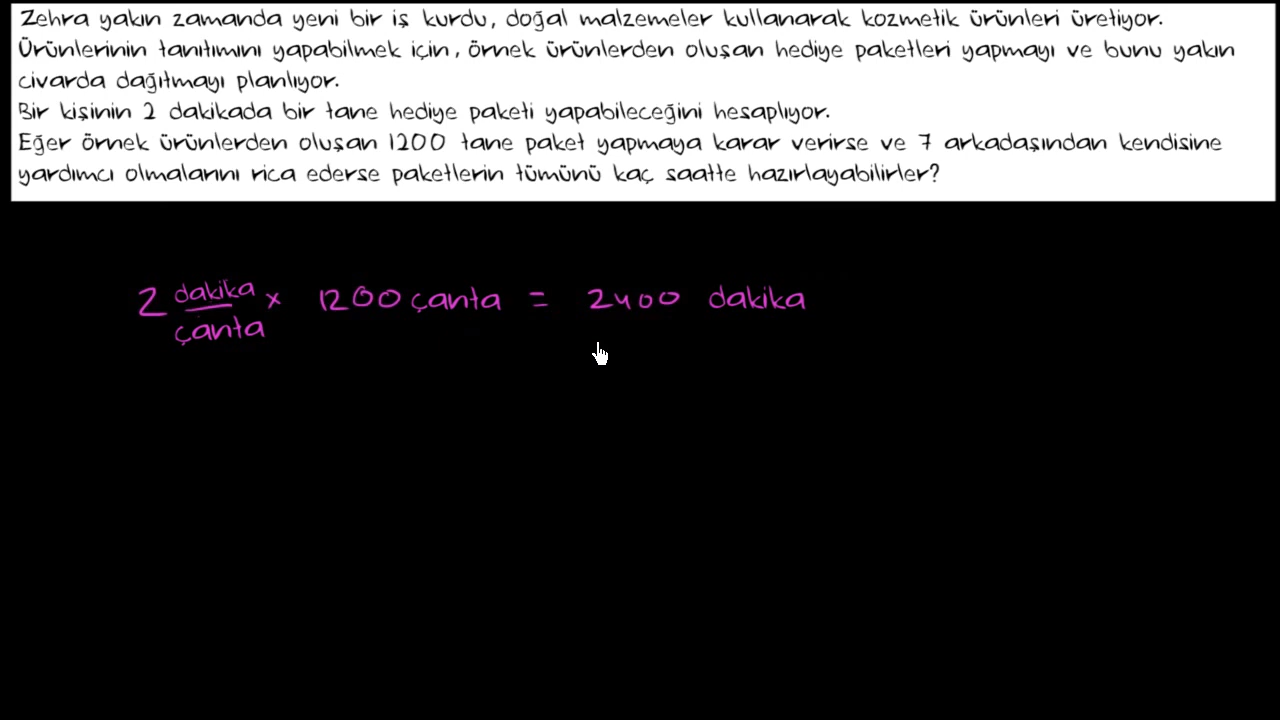 Zehra yakın zamanda yeni bir iş kurdu, doğal malzemeler kullanarak kozmetik ürünleri üretiyor.
Ürünlerinin tanıtımını yapabilmek için, örnek ürünlerden oluşan hediye paketleri yapmayı ve bunu yakın
civarda dağıtmayı planlıyor.
Bir kişinin 2 dakikada bir tane hediye paketi yapabileceğini hesaplıyor.
Eğer örnek ürünlerden oluşan 1200 tane paket yapmaya karar verirse ve 7 arkadaşından kendisine
yardımcı olmalarını rica ederse paketlerin tümünü kaç saatte hazırlayabilirler?
2 dakika x 1200 çanta = 2400 dakika
çanta